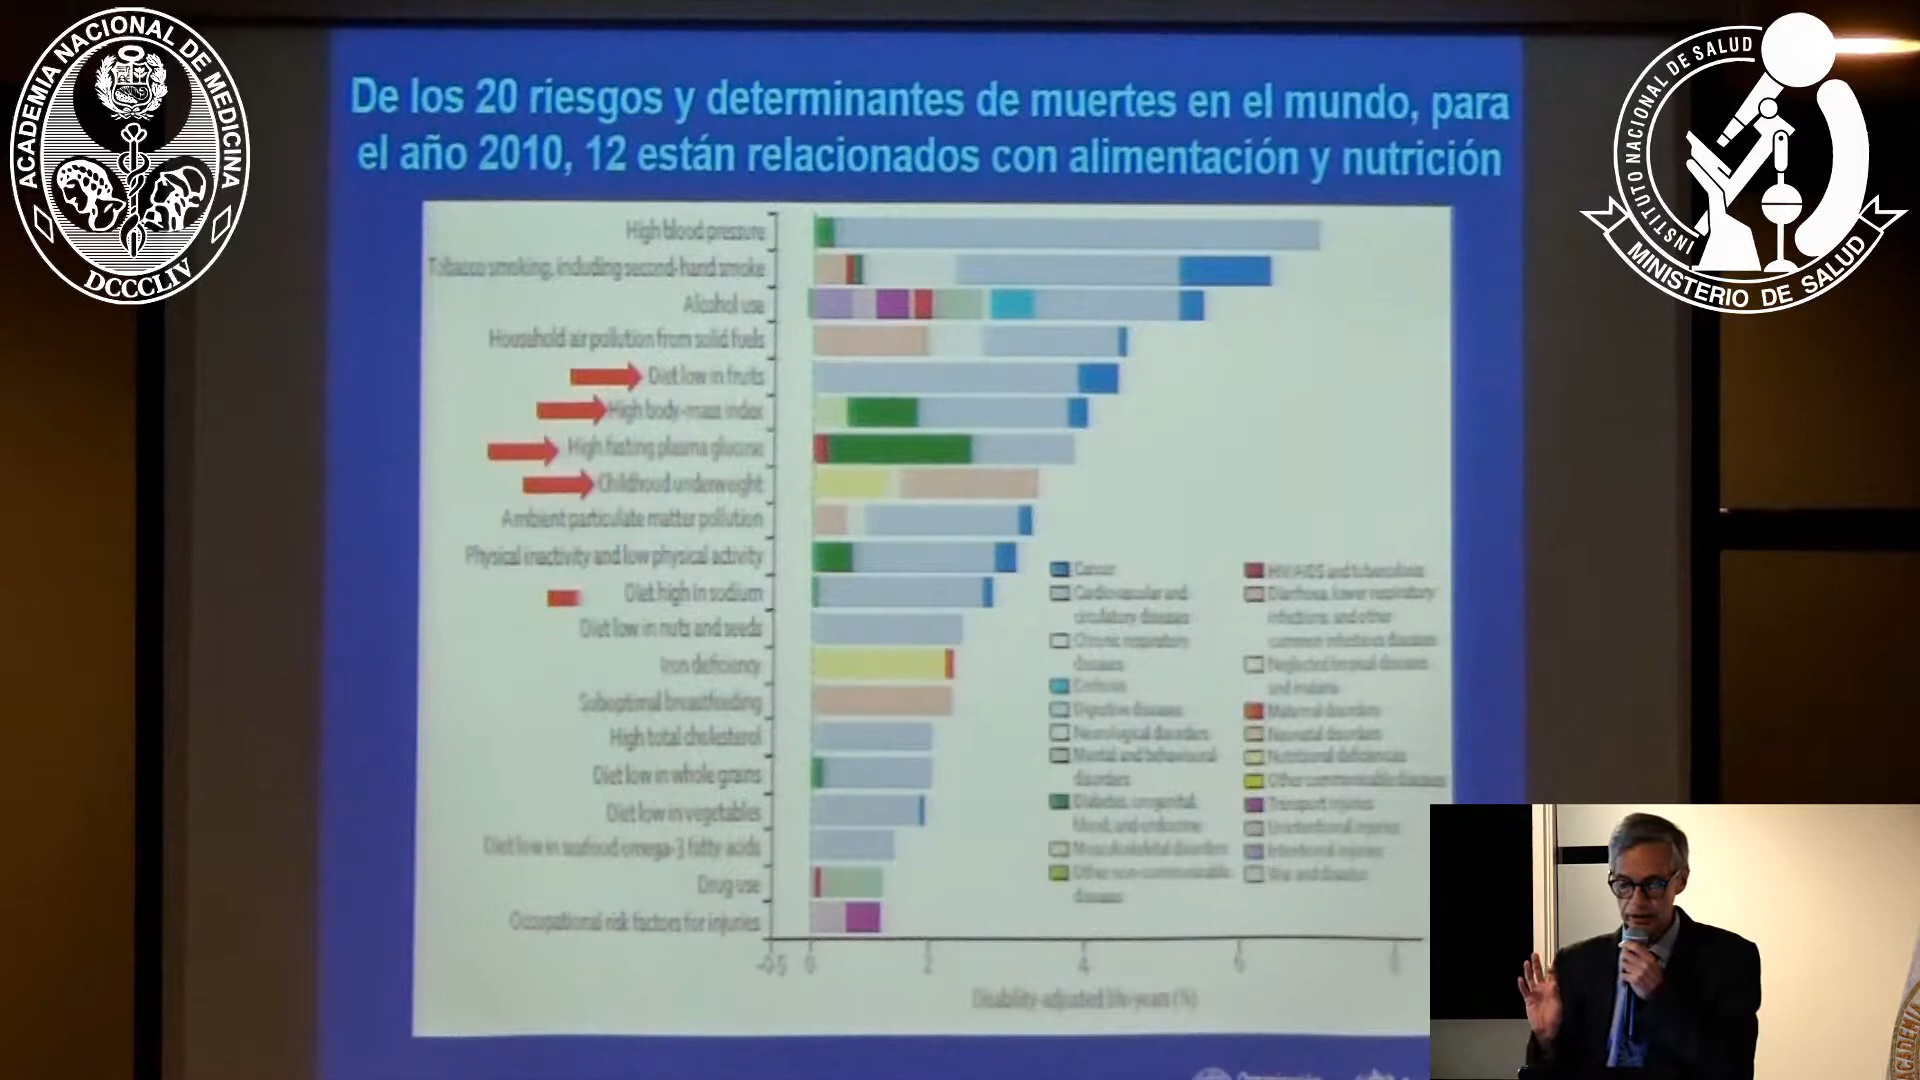 ACADEMIA NACIONAL DE MEDICINA
DCCCLIV
INSTITUTO NACIONAL DE SALUD
MINISTERIO DE SALUD
De los 20 riesgos y determinantes de muertes en el mundo, para
el año 2010, 12 están relacionados con alimentación y nutrición
High blood pressure
Tobacco smoking, including second-hand smoke
Alcohol use
Household air pollution from solid fuels
Diet low in fruits
High body-mass index
High fasting plasma glucose
Childhood underweight
Ambient particulate matter pollution
Physical inactivity and low physical activity
Diet high in sodium
Diet low in nuts and seeds
Iron deficiency
Suboptimal breastfeeding
High total cholesterol
Diet low in whole grains
Diet low in vegetables
Diet low in seafood omega-3 fatty acids
Drug use
Occupational risk factors for injuries
Cancer
Cardiovascular and
circulatory diseases
Chronic respiratory
diseases
Cirrhosis
Digestive diseases
Neurological disorders
Mental and behavioural
disorders
Diabetes, urogenital,
blood, and endocrine
Musculoskeletal disorders
Other non-communicable
diseases
HIV/AIDS and tuberculosis
Diarrhoea, lower respiratory
infections, and other
common infectious diseases
Neglected tropical diseases
and malaria
Maternal disorders
Neonatal disorders
Nutritional deficiencies
Other communicable diseases
Transport injuries
Unintentional injuries
Intentional injuries
War and disaster
-0·5 0 2 4 6 8
Disability-adjusted life-years (%)
ACADEMIA